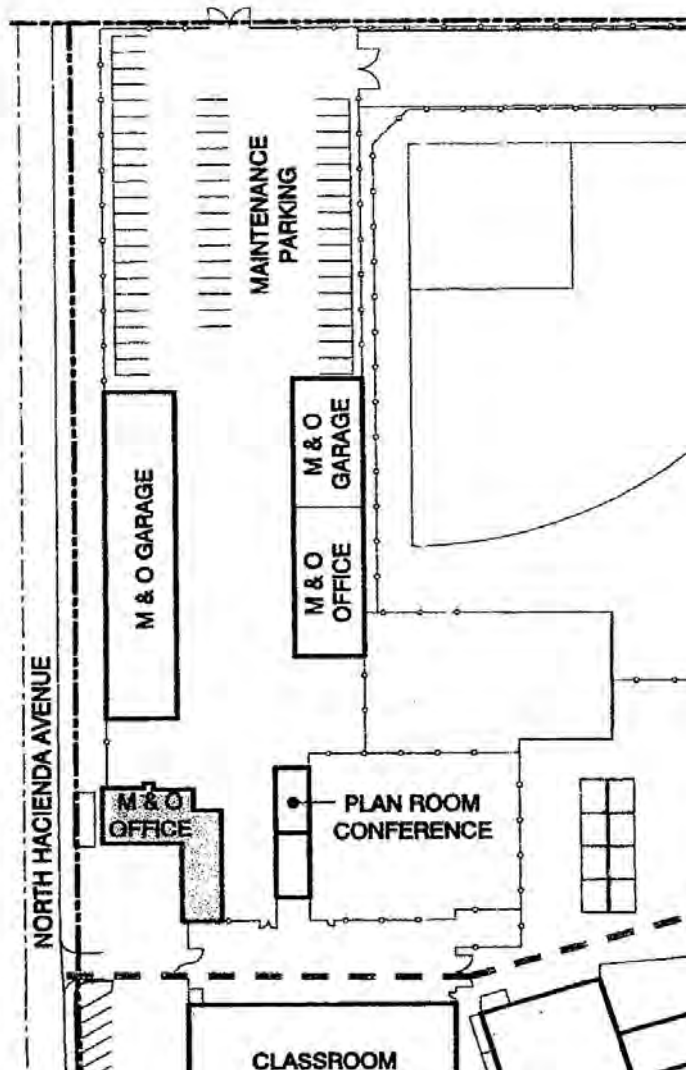 MAINTENANCE
PARKING
M & O GARAGE
M & O
GARAGE
M & O
OFFICE
NORTH HACIENDA AVENUE
M & O
OFFICE
PLAN ROOM
CONFERENCE
CLASSROOM